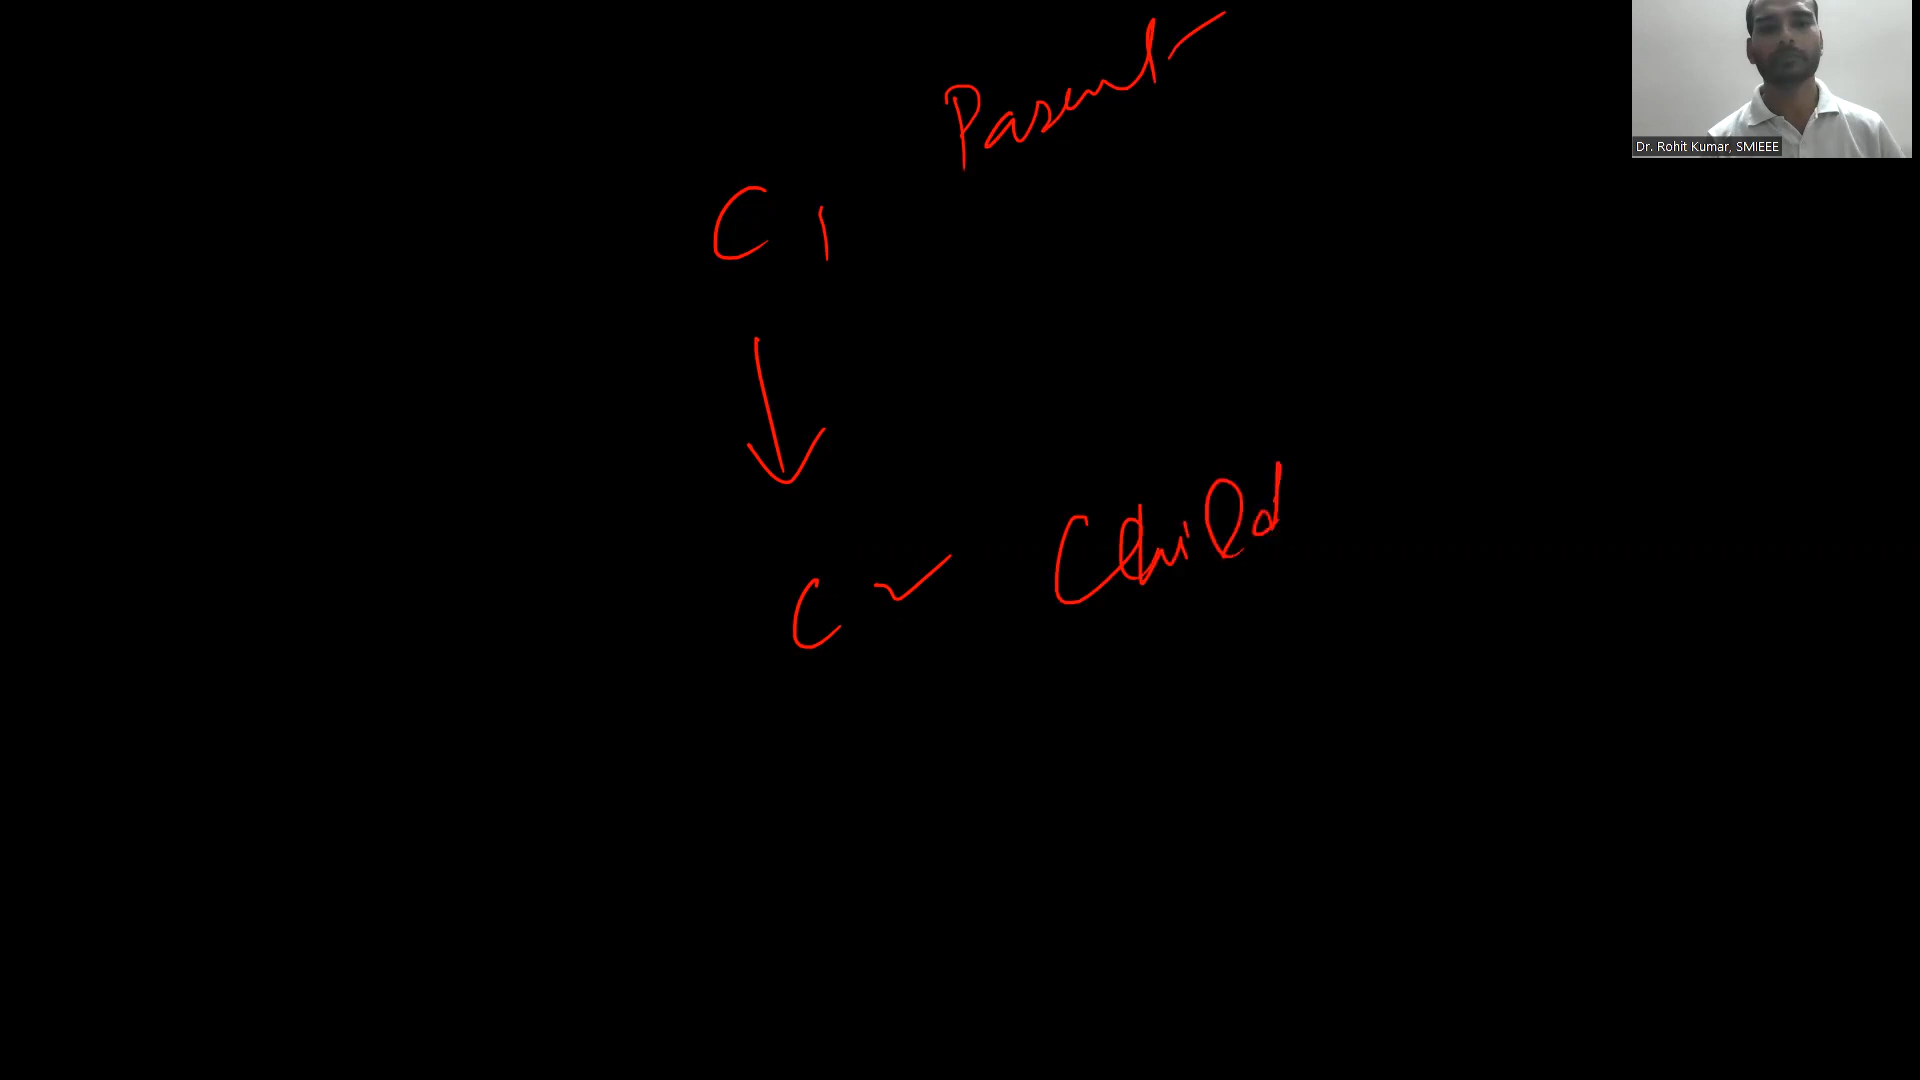 Parent
Dr. Rohit Kumar, SMIEEE
C1
Child
C2